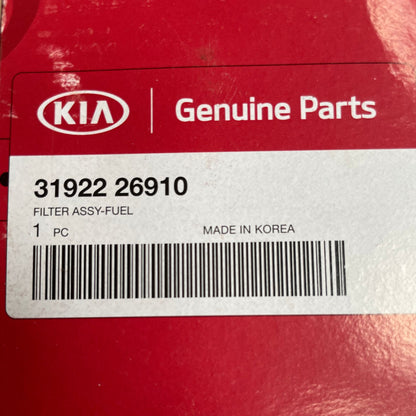 KIA Genuine Parts
31922 26910
FILTER ASSY-FUEL
1 PC MADE IN KOREA